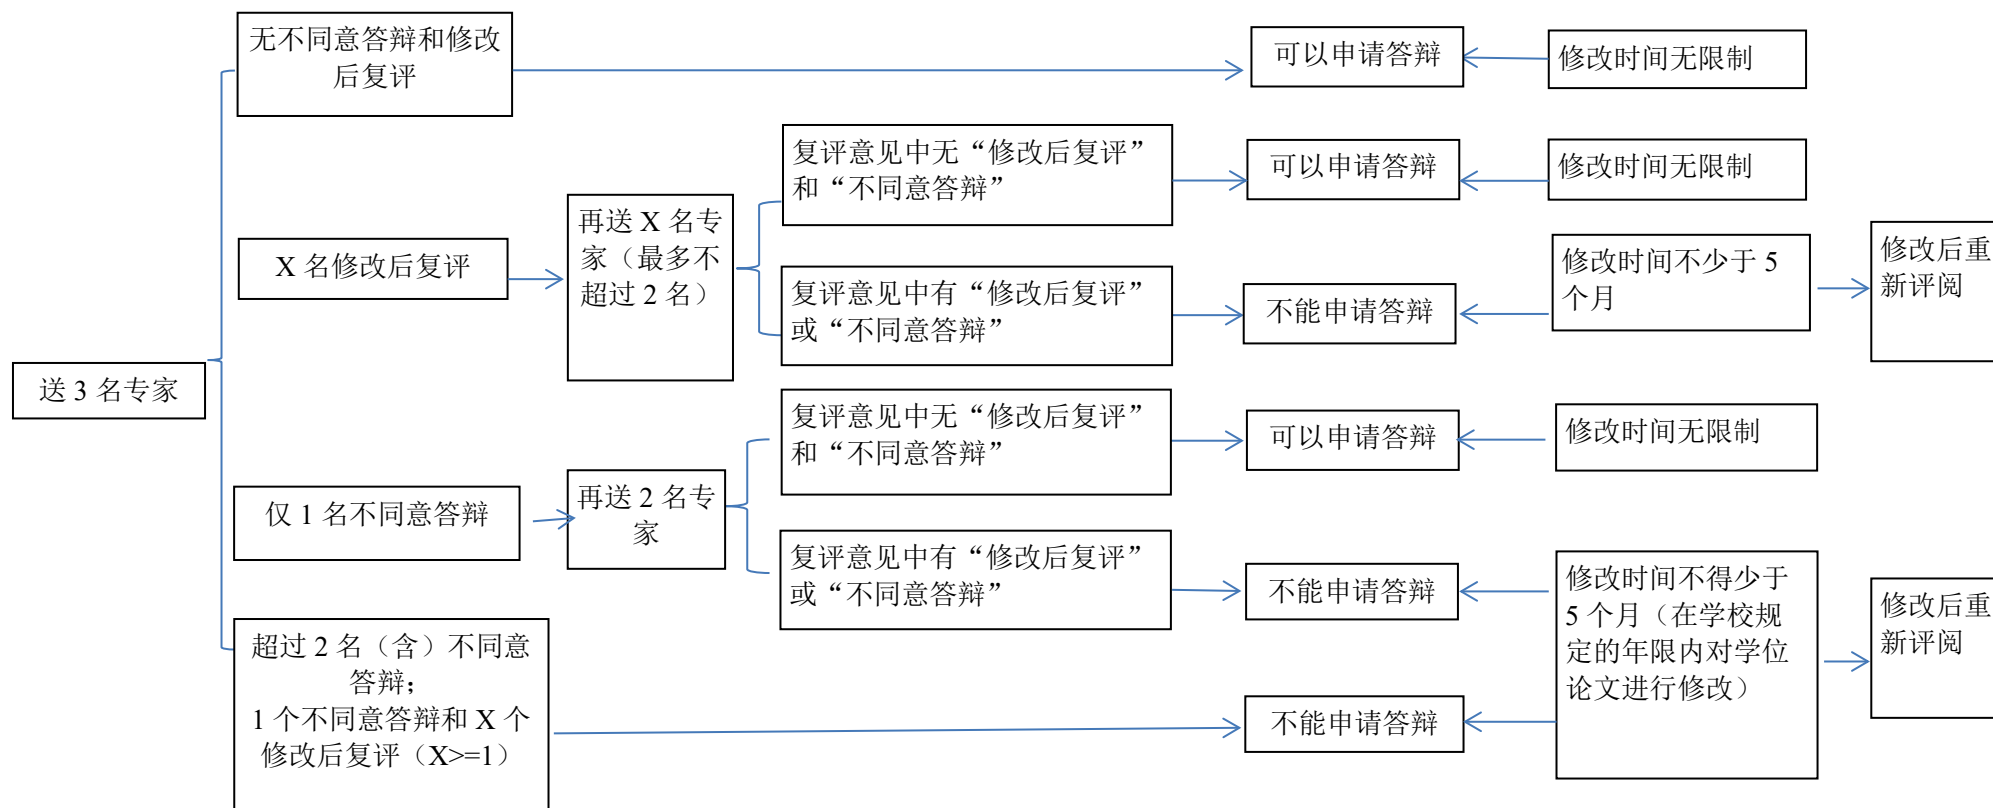 无不同意答辩和修改
后复评
可以申请答辩
修改时间无限制
复评意见中无“修改后复评”
和“不同意答辩”
可以申请答辩
修改时间无限制
再送 X 名专
家（最多不
超过 2 名）
X 名修改后复评
复评意见中有“修改后复评”
或“不同意答辩”
不能申请答辩
修改时间不少于 5
个月
修改后重
新评阅
送 3 名专家
复评意见中无“修改后复评”
和“不同意答辩”
可以申请答辩
修改时间无限制
仅 1 名不同意答辩
再送 2 名专
家
复评意见中有“修改后复评”
或“不同意答辩”
不能申请答辩
修改时间不得少于
5 个月（在学校规
定的年限内对学位
论文进行修改）
修改后重
新评阅
超过 2 名（含）不同意
答辩；
1 个不同意答辩和 X 个
修改后复评（X>=1）
不能申请答辩